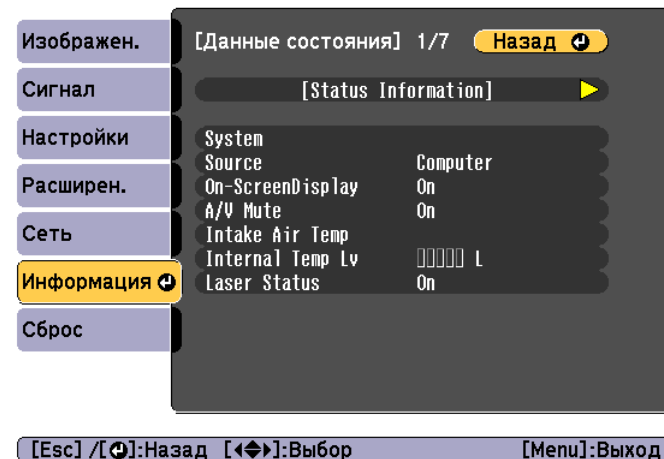 Изображен.
Сигнал
Настройки
Расширен.
Сеть
Информация
Сброс
[Данные состояния] 1/7 Назад
[Status Information]
System
Source Computer
On-ScreenDisplay On
A/V Mute On
Intake Air Temp
Internal Temp Lv L
Laser Status On
[Esc] /[ ]:Назад [ ]:Выбор [Menu]:Выход